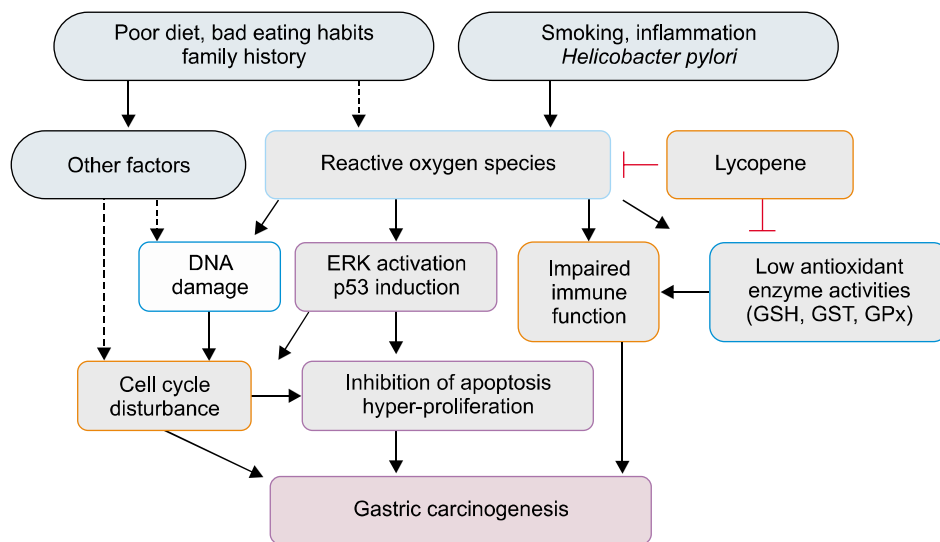 Poor diet, bad eating habits
family history
Smoking, inflammation
Helicobacter pylori
Other factors
Reactive oxygen species
Lycopene
DNA
damage
ERK activation
p53 induction
Impaired
immune
function
Low antioxidant
enzyme activities
(GSH, GST, GPx)
Cell cycle
disturbance
Inhibition of apoptosis
hyper-proliferation
Gastric carcinogenesis